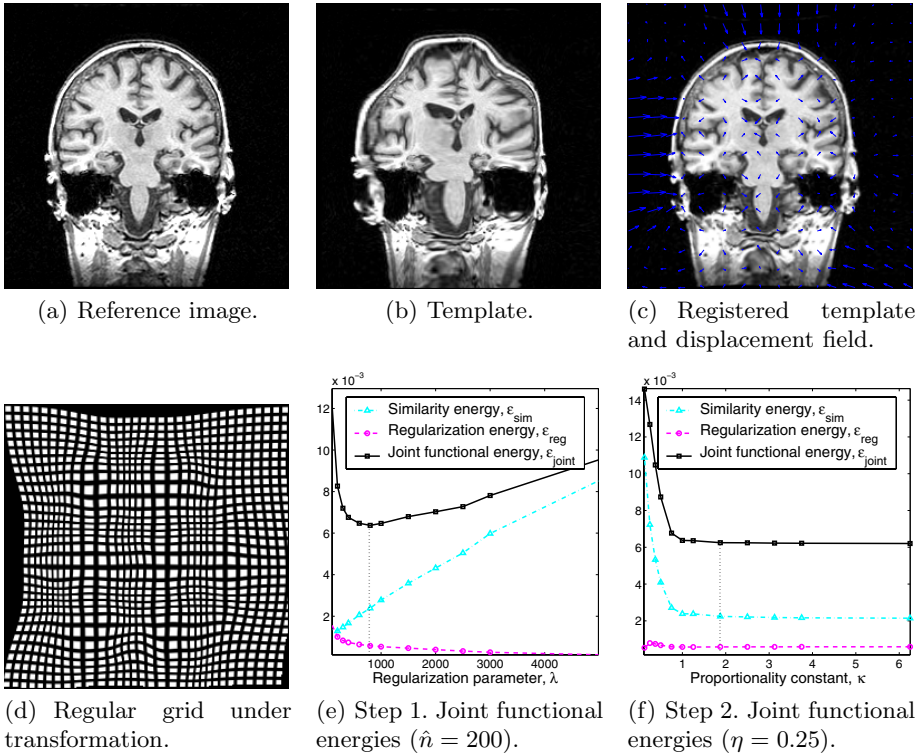 (a) Reference image.
(b) Template.
(c) Registered template
and displacement field.
(d) Regular grid under
transformation.
x 10⁻³
12
10
8
6
4
2
1000 2000 3000 4000
Similarity energy, ε_sim
Regularization energy, ε_reg
Joint functional energy, ε_joint
Regularization parameter, λ
(e) Step 1. Joint functional
energies (n̂ = 200).
x 10⁻³
14
12
10
8
6
4
2
1 2 3 4 5 6
Similarity energy, ε_sim
Regularization energy, ε_reg
Joint functional energy, ε_joint
Proportionality constant, κ
(f) Step 2. Joint functional
energies (η = 0.25).